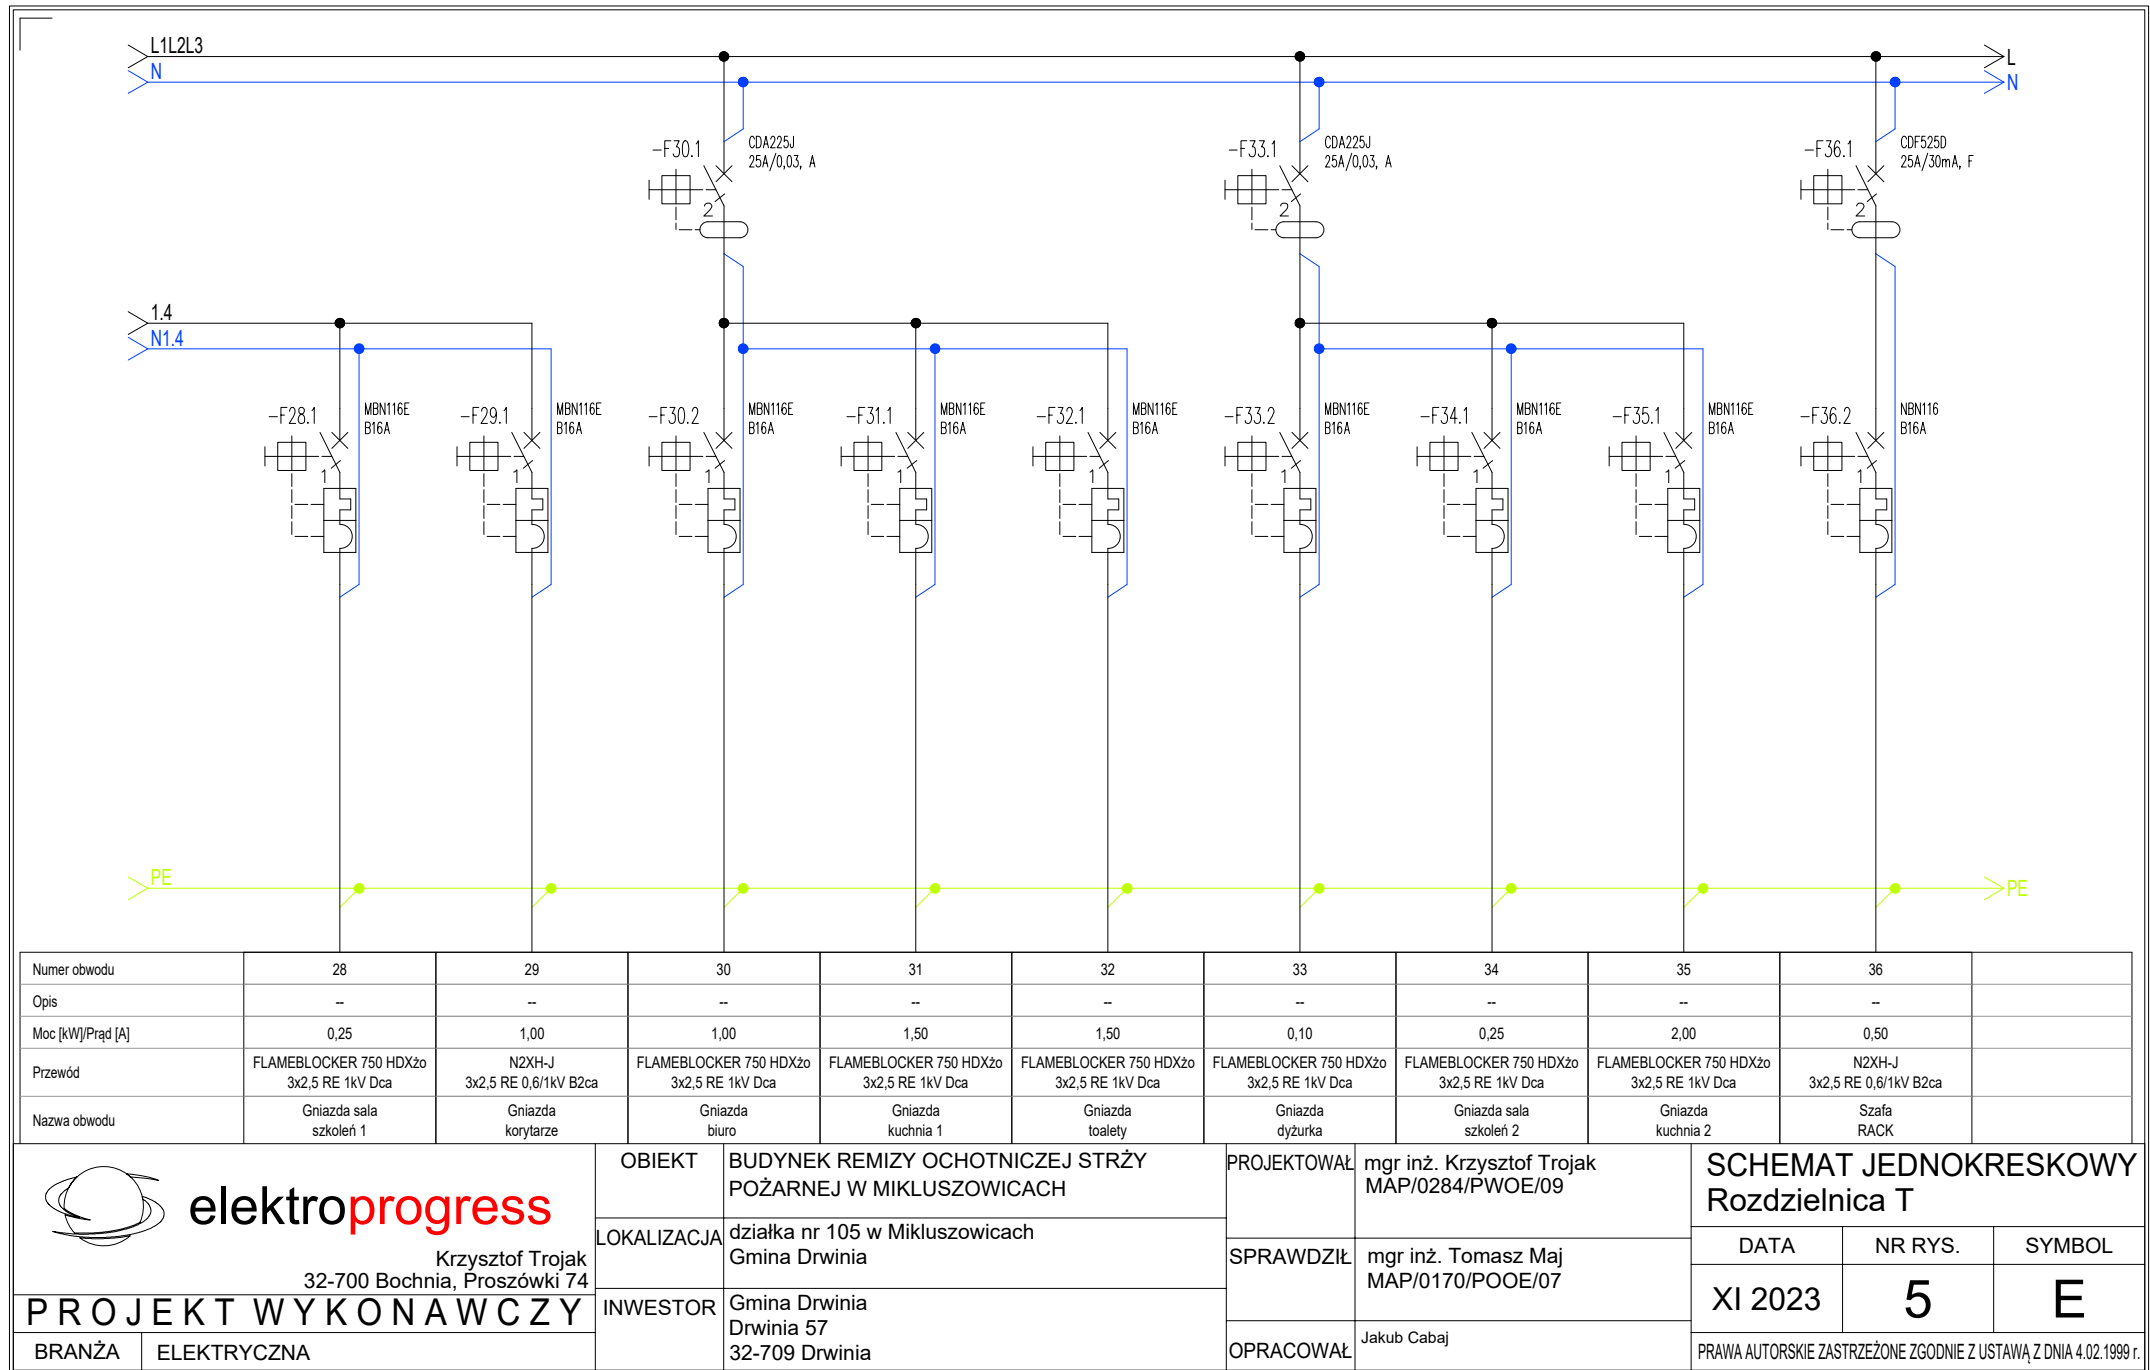 L1L2L3
L
N
N
-F30.1
CDA225J
25A/0,03, A
2
-F33.1
CDA225J
25A/0,03, A
2
-F36.1
CDF525D
25A/30mA, F
2
1.4
N1.4
-F28.1
MBN116E
B16A
1
-F29.1
MBN116E
B16A
1
-F30.2
MBN116E
B16A
1
-F31.1
MBN116E
B16A
1
-F32.1
MBN116E
B16A
1
-F33.2
MBN116E
B16A
1
-F34.1
MBN116E
B16A
1
-F35.1
MBN116E
B16A
1
-F36.2
NBN116
B16A
1
PE
PE
Numer obwodu 28 29 30 31 32 33 34 35 36
Opis -- -- -- -- -- -- -- -- --
Moc [kW]/Prąd [A] 0,25 1,00 1,00 1,50 1,50 0,10 0,25 2,00 0,50
Przewód
FLAMEBLOCKER 750 HDXżo
3x2,5 RE 1kV Dca
N2XH-J
3x2,5 RE 0,6/1kV B2ca
FLAMEBLOCKER 750 HDXżo
3x2,5 RE 1kV Dca
FLAMEBLOCKER 750 HDXżo
3x2,5 RE 1kV Dca
FLAMEBLOCKER 750 HDXżo
3x2,5 RE 1kV Dca
FLAMEBLOCKER 750 HDXżo
3x2,5 RE 1kV Dca
FLAMEBLOCKER 750 HDXżo
3x2,5 RE 1kV Dca
FLAMEBLOCKER 750 HDXżo
3x2,5 RE 1kV Dca
N2XH-J
3x2,5 RE 0,6/1kV B2ca
Nazwa obwodu
Gniazda sala
szkoleń 1
Gniazda
korytarze
Gniazda
biuro
Gniazda
kuchnia 1
Gniazda
toalety
Gniazda
dyżurka
Gniazda sala
szkoleń 2
Gniazda
kuchnia 2
Szafa
RACK
elektroprogress
Krzysztof Trojak
32-700 Bochnia, Proszówki 74
PROJEKT WYKONAWCZY
BRANŻA ELEKTRYCZNA
OBIEKT
BUDYNEK REMIZY OCHOTNICZEJ STRŻY
POŻARNEJ W MIKLUSZOWICACH
LOKALIZACJA
działka nr 105 w Mikluszowicach
Gmina Drwinia
INWESTOR
Gmina Drwinia
Drwinia 57
32-709 Drwinia
PROJEKTOWAŁ
mgr inż. Krzysztof Trojak
MAP/0284/PWOE/09
SPRAWDZIŁ
mgr inż. Tomasz Maj
MAP/0170/POOE/07
OPRACOWAŁ
Jakub Cabaj
SCHEMAT JEDNOKRESKOWY
Rozdzielnica T
DATA NR RYS. SYMBOL
XI 2023 5 E
PRAWA AUTORSKIE ZASTRZEŻONE ZGODNIE Z USTAWĄ Z DNIA 4.02.1999 r.